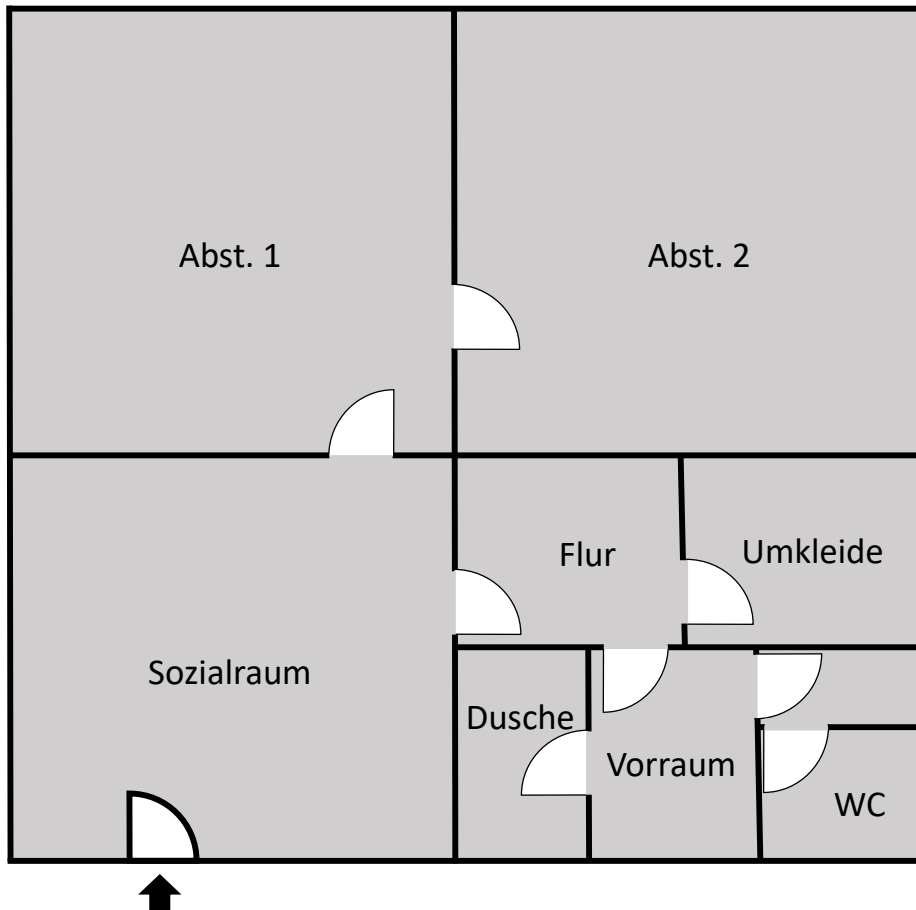 Abst. 1
Abst. 2
Flur
Umkleide
Sozialraum
Dusche
Vorraum
WC